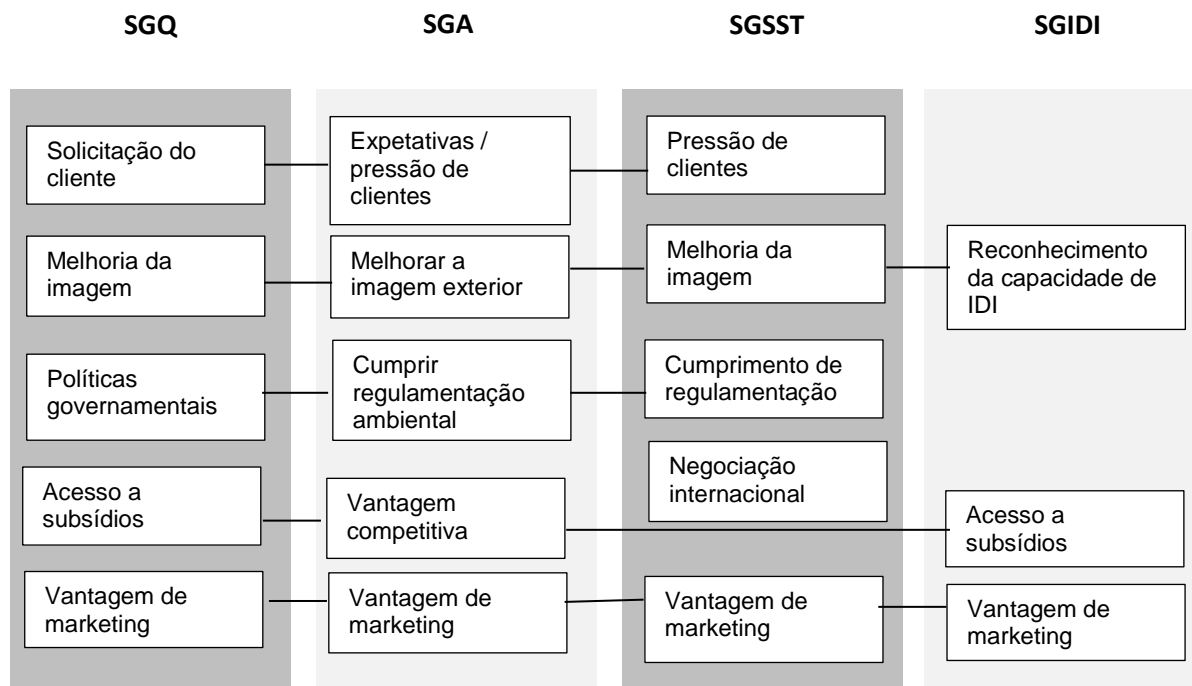 SGQ
SGA
SGSST
SGIDI
Solicitação do
cliente
Expetativas /
pressão de
clientes
Pressão de
clientes
Melhoria da
imagem
Melhorar a
imagem exterior
Melhoria da
imagem
Reconhecimento
da capacidade de
IDI
Políticas
governamentais
Cumprir
regulamentação
ambiental
Cumprimento de
regulamentação
Acesso a
subsídios
Vantagem
competitiva
Negociação
internacional
Acesso a
subsídios
Vantagem de
marketing
Vantagem de
marketing
Vantagem de
marketing
Vantagem de
marketing